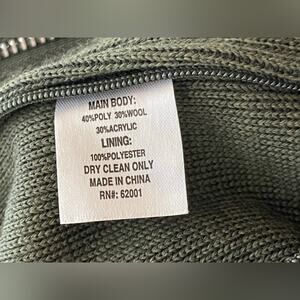 MAIN BODY:
40%POLY 30%WOOL
30%ACRYLIC
LINING:
100%POLYESTER
DRY CLEAN ONLY
MADE IN CHINA
RN#: 62001